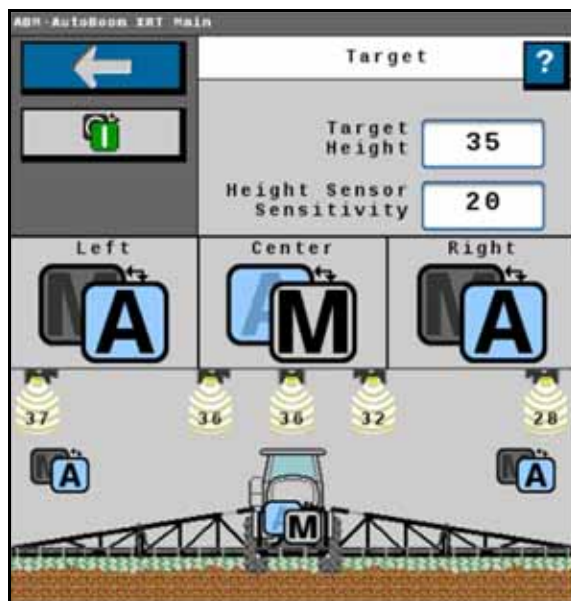 ABM-AutoBoom XRT Main
Target
?
Target
Height
35
Height Sensor
Sensitivity
20
Left
Center
Right
M A
A M
M A
37
36
36
32
28
M A
M A
A M